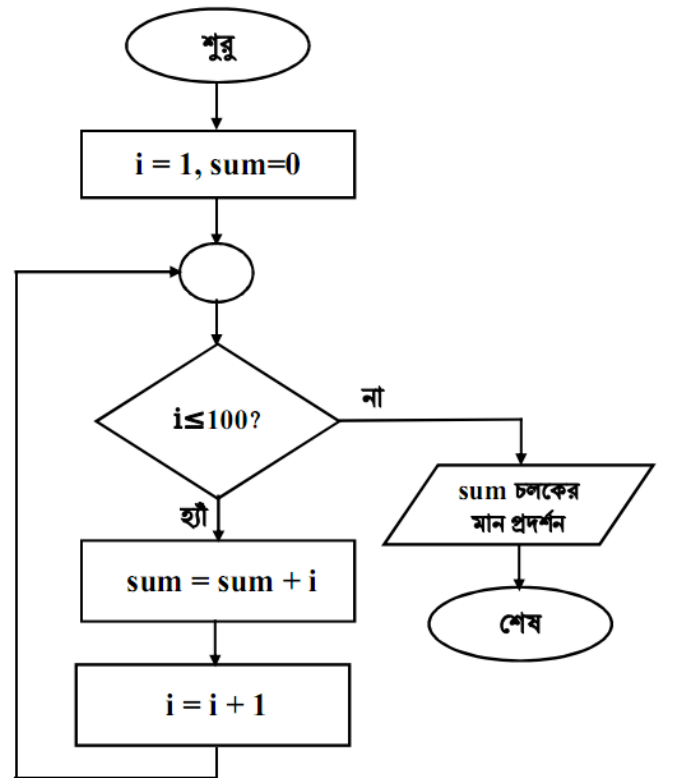 শুরু
i = 1, sum=0
i≤100?
না
হ্যাঁ
sum চলকের
মান প্রদর্শন
sum = sum + i
শেষ
i = i + 1